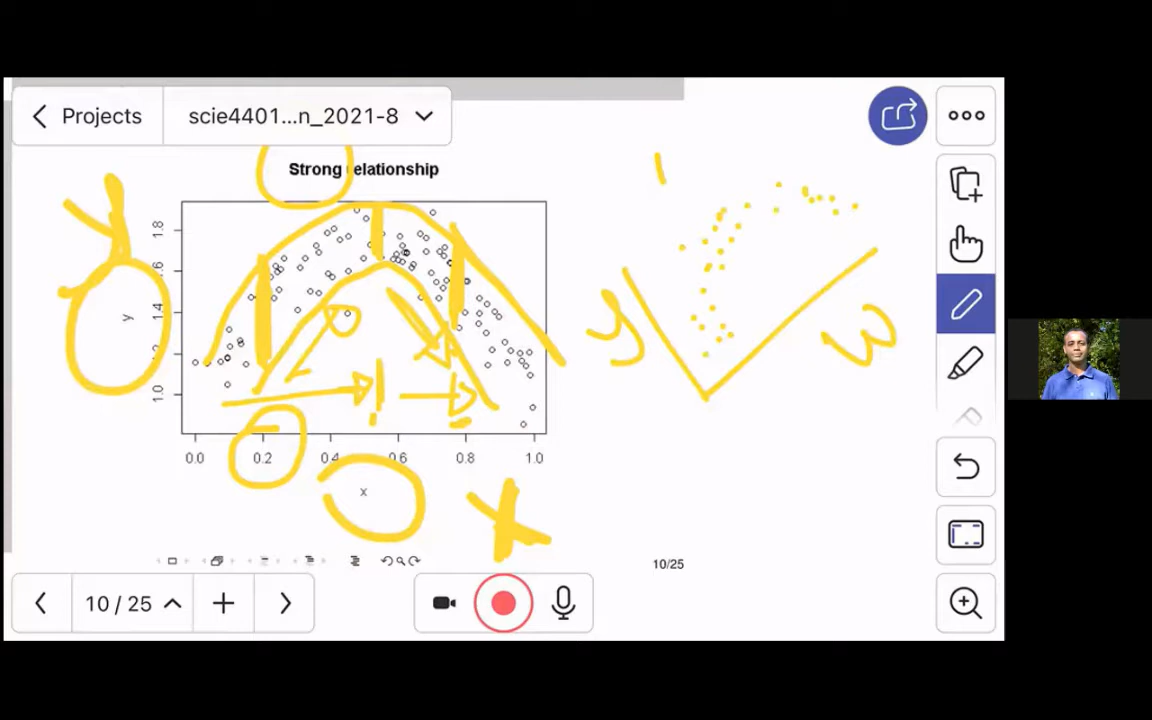 Projects
scie4401...n_2021-8
Strong relationship
y
y
1.0
1.4
1.6
1.8
0.0 0.2 0.4 0.6 0.8 1.0
x
X
y
w
10/25
10 / 25